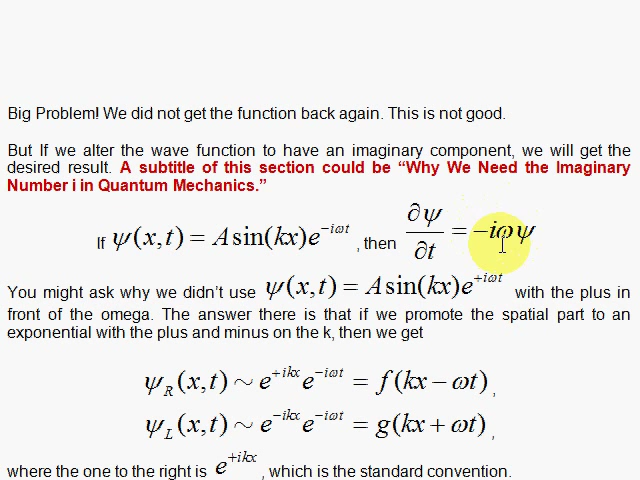 Big Problem! We did not get the function back again. This is not good.
But If we alter the wave function to have an imaginary component, we will get the
desired result. A subtitle of this section could be “Why We Need the Imaginary
Number i in Quantum Mechanics.”
If ψ(x,t) = A sin(kx)e^{−iωt}, then ∂ψ/∂t = −iωψ
You might ask why we didn’t use ψ(x,t) = A sin(kx)e^{+iωt} with the plus in
front of the omega. The answer there is that if we promote the spatial part to an
exponential with the plus and minus on the k, then we get
ψ_R(x,t) ~ e^{+ikx}e^{−iωt} = f(kx − ωt),
ψ_L(x,t) ~ e^{−ikx}e^{−iωt} = g(kx + ωt),
where the one to the right is e^{+ikx}, which is the standard convention.